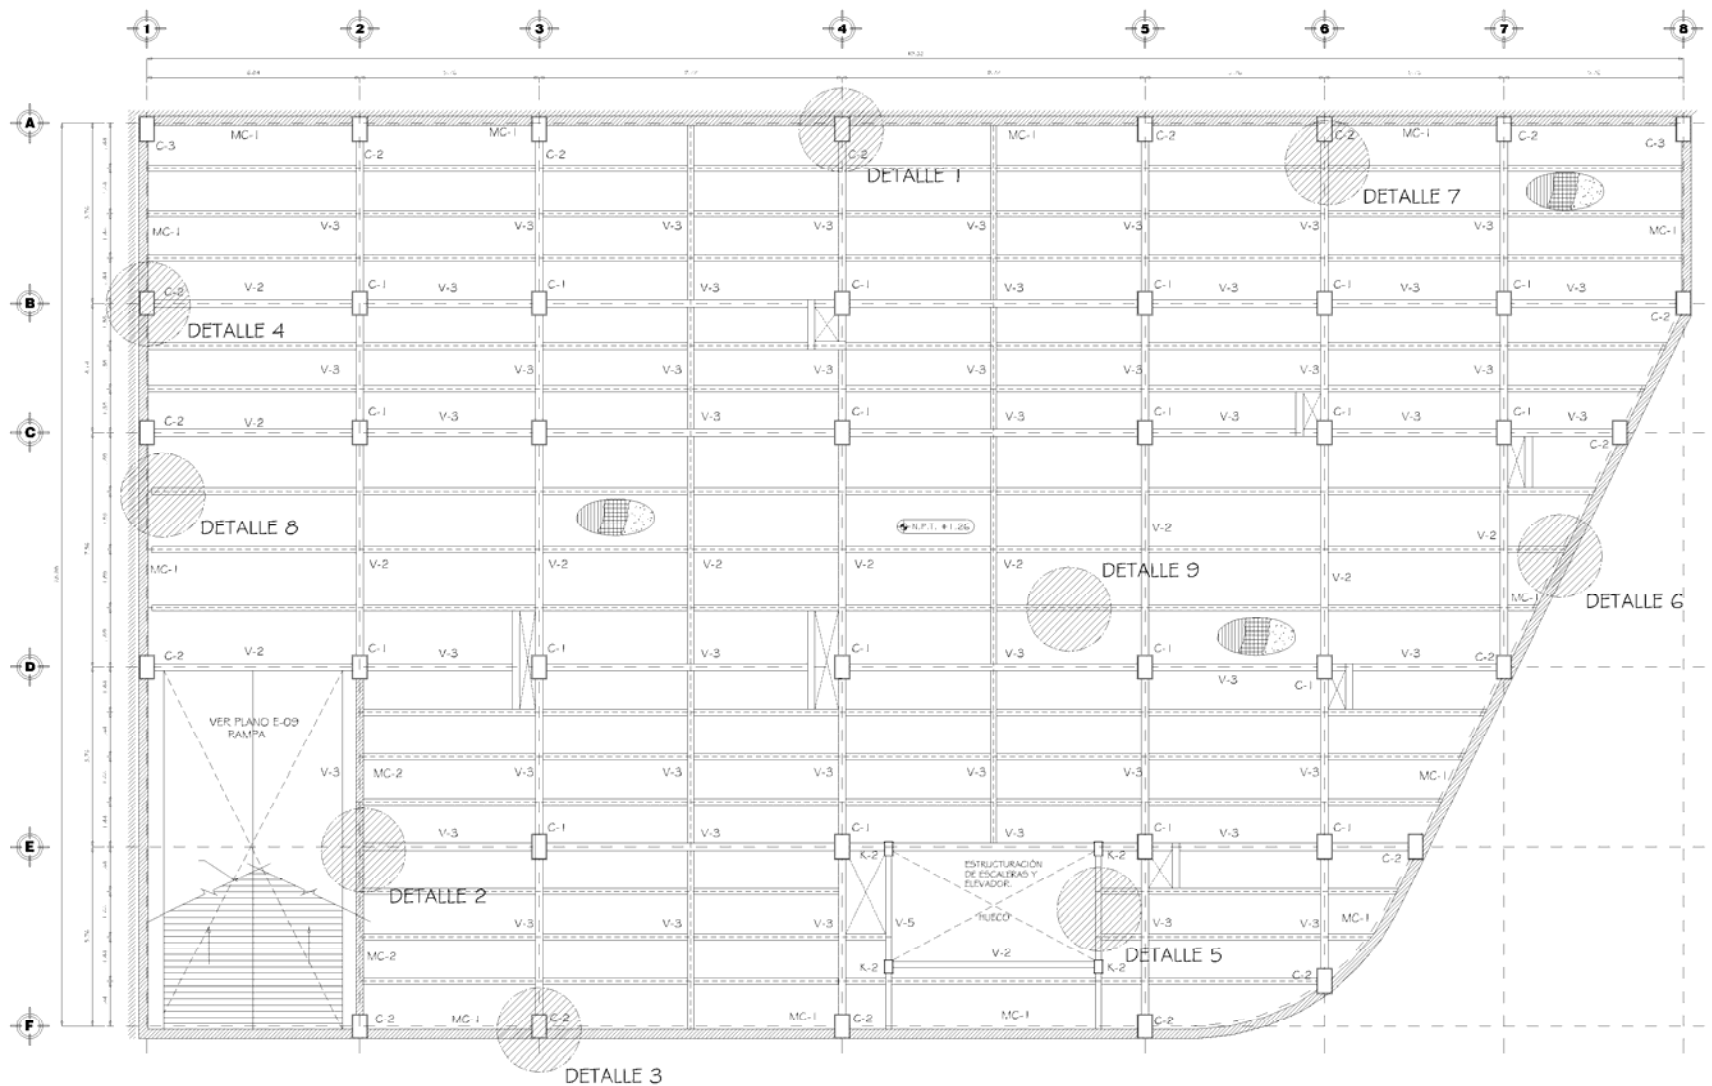 1 2 3 4 5 6 7 8
A
MC-1 MC-1 MC-1 C-2 C-2 MC-1 C-2
C-3 C-2 C-2 C-2 C-3
DETALLE 1
DETALLE 7
MC-1 V-3 V-3 V-3 V-3 V-3 V-3 V-3 V-3 MC-1
C-2 V-2 C-1 V-3 C-1 V-3 C-1 V-3 C-1 V-3 C-1 V-3 C-1 V-3
B
C-2
DETALLE 4
V-3 V-3 V-3 V-3 V-3 V-3 V-3 V-3
C-2 V-2 C-1 V-3 C-1 V-3 C-1 V-3 C-1 V-3 C-1 V-3 C-1 V-3
C
C-2
DETALLE 8
N.P.T. +1.26
V-2
V-2
MC-1 V-2 V-2 V-2 V-2 V-2
DETALLE 9
V-2
MC-1
DETALLE 6
C-2 V-2 C-1 V-3 C-1 V-3 C-1 V-3 C-1 V-3 C-2
D
V-3 C-1
VER PLANO E-09
RAMPA
V-3 MC-2 V-3 V-3 V-3 V-3 V-3 V-3 MC-1
V-3 C-1 V-3 C-1 V-3 C-1 V-3 C-1
E
K-2 K-2 C-2
ESTRUCTURACIÓN
DE ESCALERAS Y
ELEVADOR.
DETALLE 2
HUECO
V-3 V-3 V-3 V-5 V-3 V-3 MC-1
MC-2 V-2 DETALLE 5
K-2 K-2 C-2
C-2 MC-1 C-2 MC-1 C-2 MC-1 C-2
F
DETALLE 3